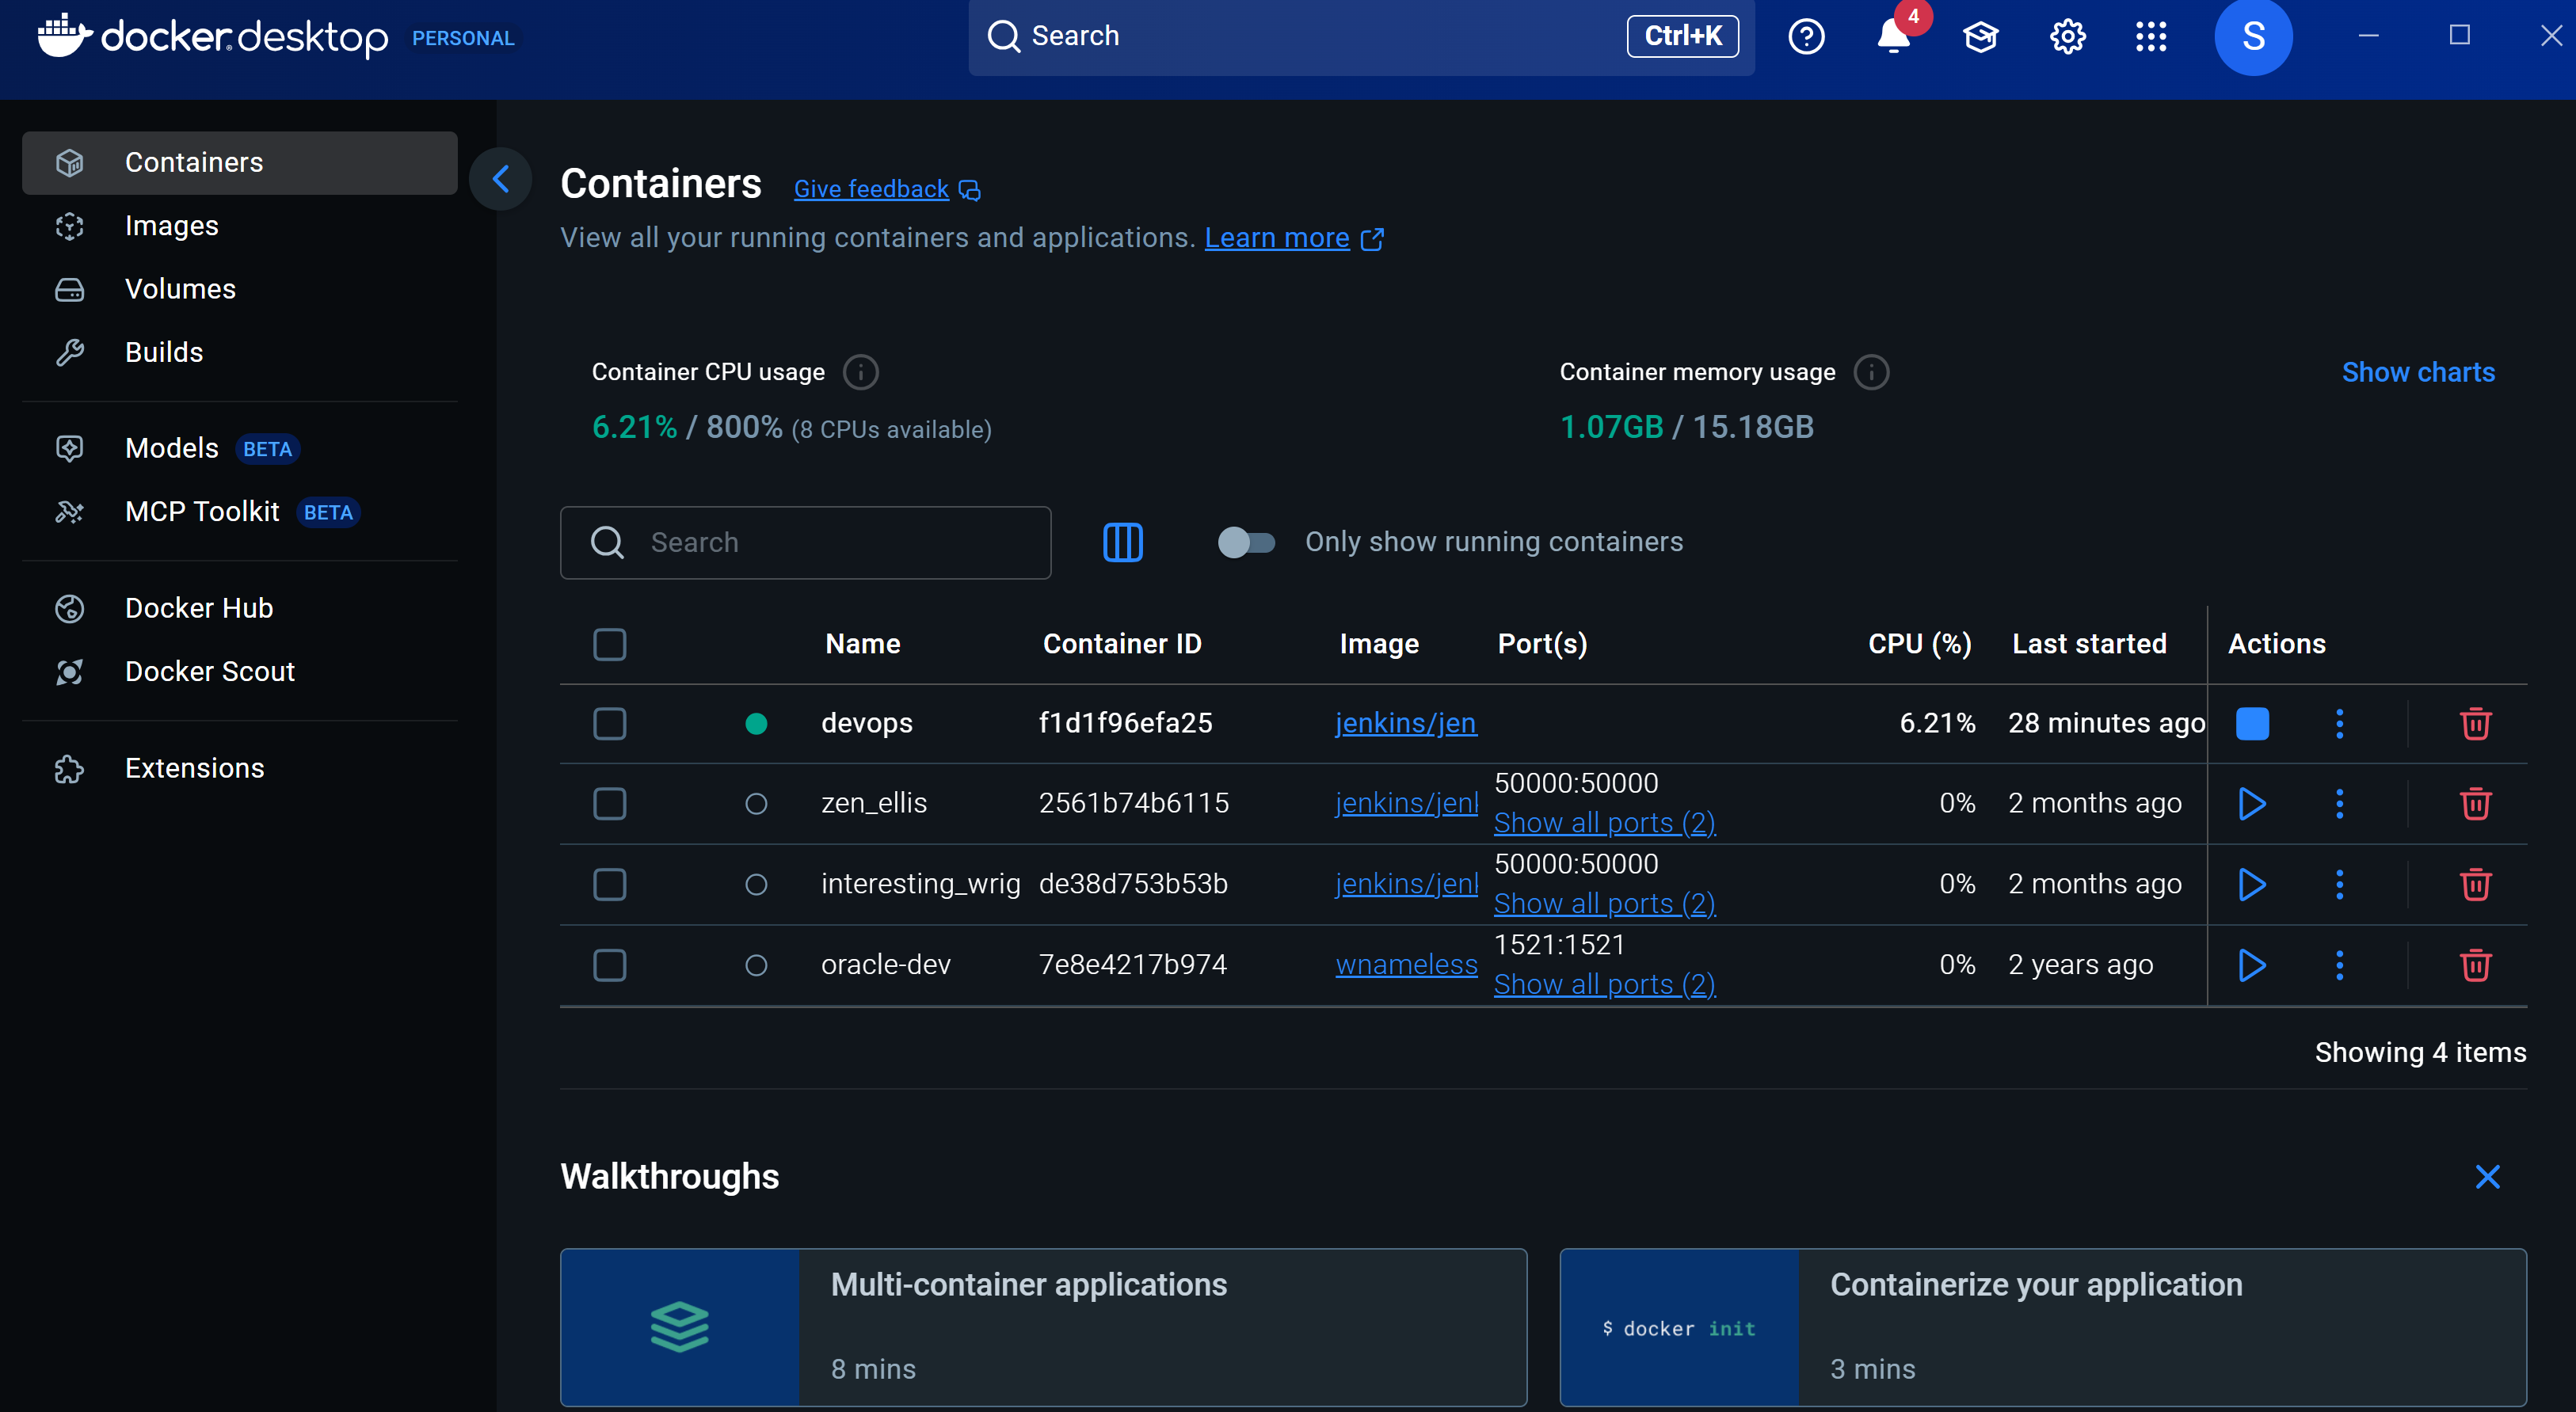 docker desktop PERSONAL
Search Ctrl+K
4
S
Containers
Images
Volumes
Builds
Models BETA
MCP Toolkit BETA
Docker Hub
Docker Scout
Extensions
Containers Give feedback
View all your running containers and applications. Learn more
Container CPU usage
6.21% / 800% (8 CPUs available)
Container memory usage
1.07GB / 15.18GB
Show charts
Search
Only show running containers
Name Container ID Image Port(s) CPU (%) Last started Actions
devops f1d1f96efa25 jenkins/jen 6.21% 28 minutes ago
zen_ellis 2561b74b6115 jenkins/jenk 50000:50000 0% 2 months ago
Show all ports (2)
interesting_wrig de38d753b53b jenkins/jenk 50000:50000 0% 2 months ago
Show all ports (2)
oracle-dev 7e8e4217b974 wnameless 1521:1521 0% 2 years ago
Show all ports (2)
Showing 4 items
Walkthroughs
Multi-container applications
8 mins
$ docker init
Containerize your application
3 mins